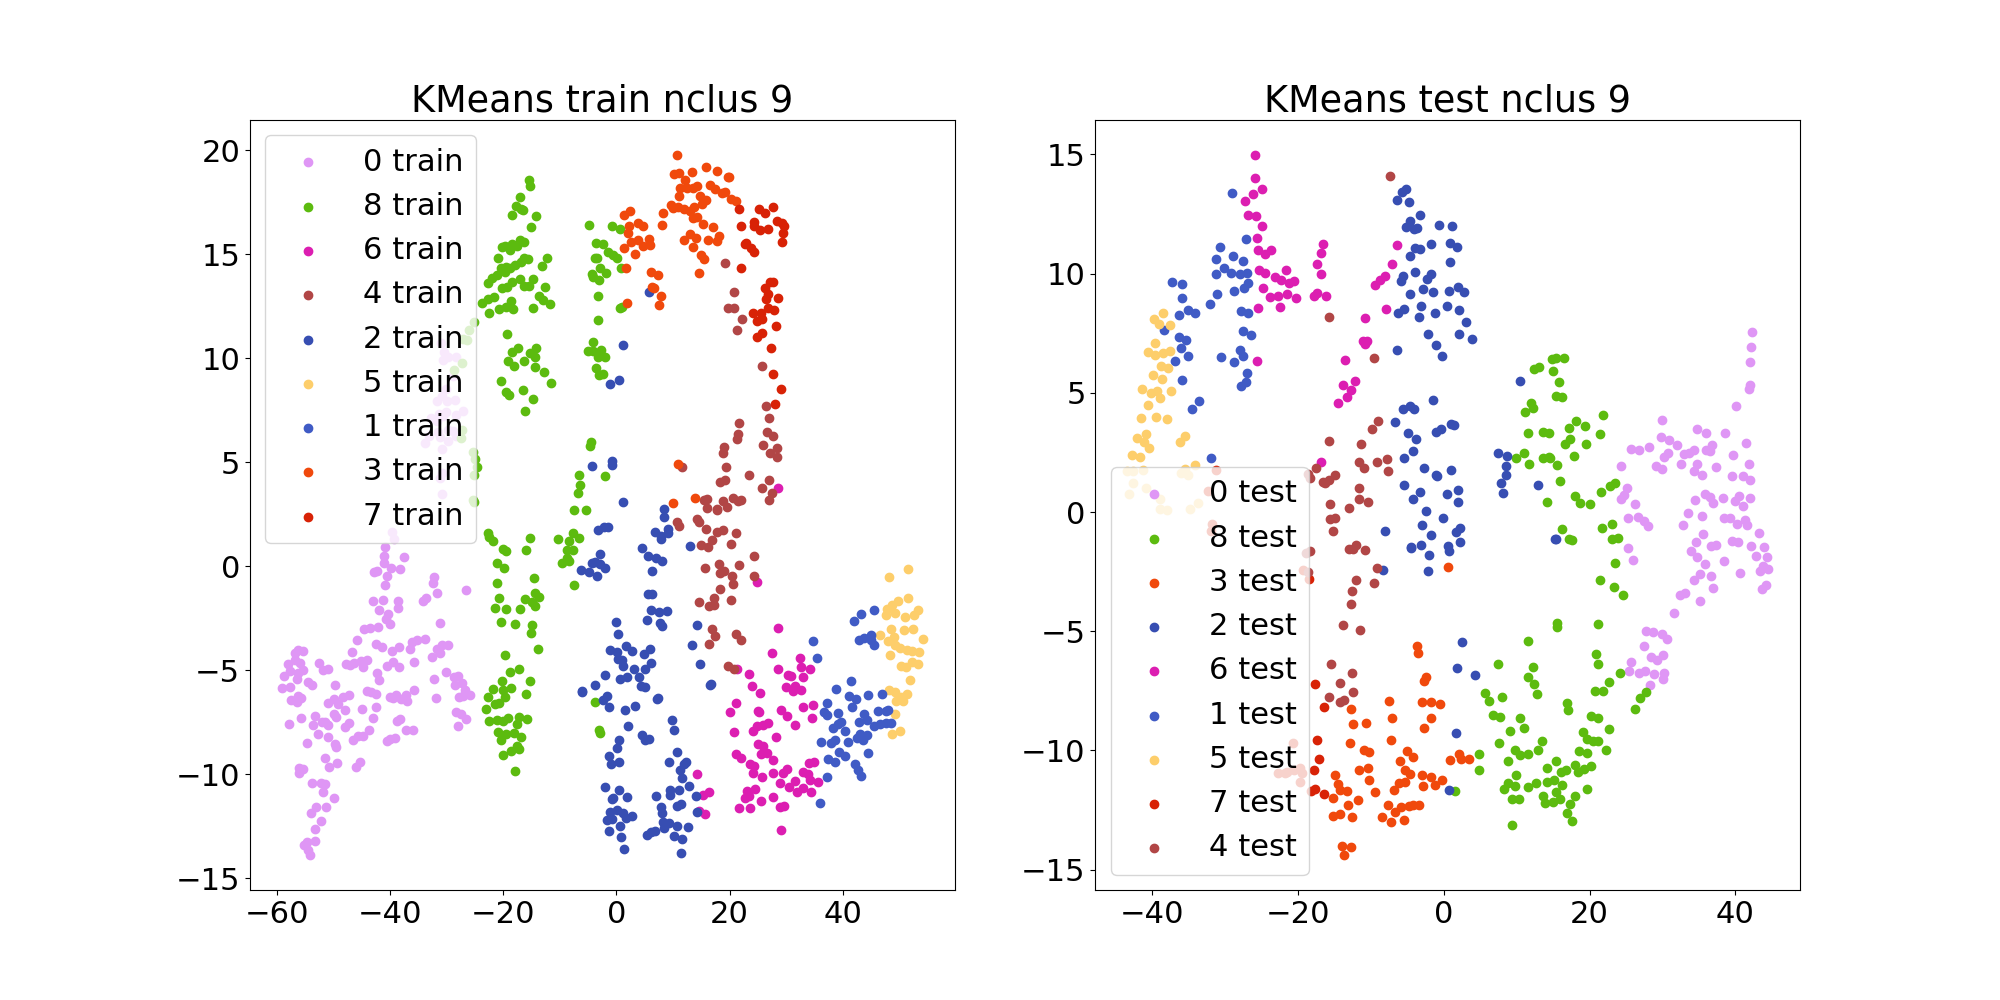 KMeans train nclus 9
20
15
10
5
0
−5
−10
−15
−60
−40
−20
0
20
40
0 train
8 train
6 train
4 train
2 train
5 train
1 train
3 train
7 train
KMeans test nclus 9
15
10
5
0
−5
−10
−15
−40
−20
0
20
40
0 test
8 test
3 test
2 test
6 test
1 test
5 test
7 test
4 test